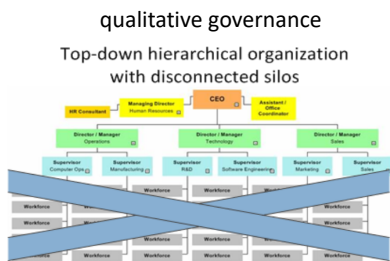 qualitative governance
Top-down hierarchical organization
with disconnected silos
CEO
Managing Director
Human Resources
HR Consultant
Assistant /
Office
Coordinator
Director / Manager
Operations
Director / Manager
Technology
Director / Manager
Sales
Supervisor
Computer Ops
Supervisor
Manufacturing
Supervisor
R&D
Supervisor
Software Engineering
Supervisor
Marketing
Supervisor
Sales
Workforce
Workforce
Workforce
Workforce
Workforce
Workforce
Workforce
Workforce
Workforce
Workforce
Workforce
Workforce